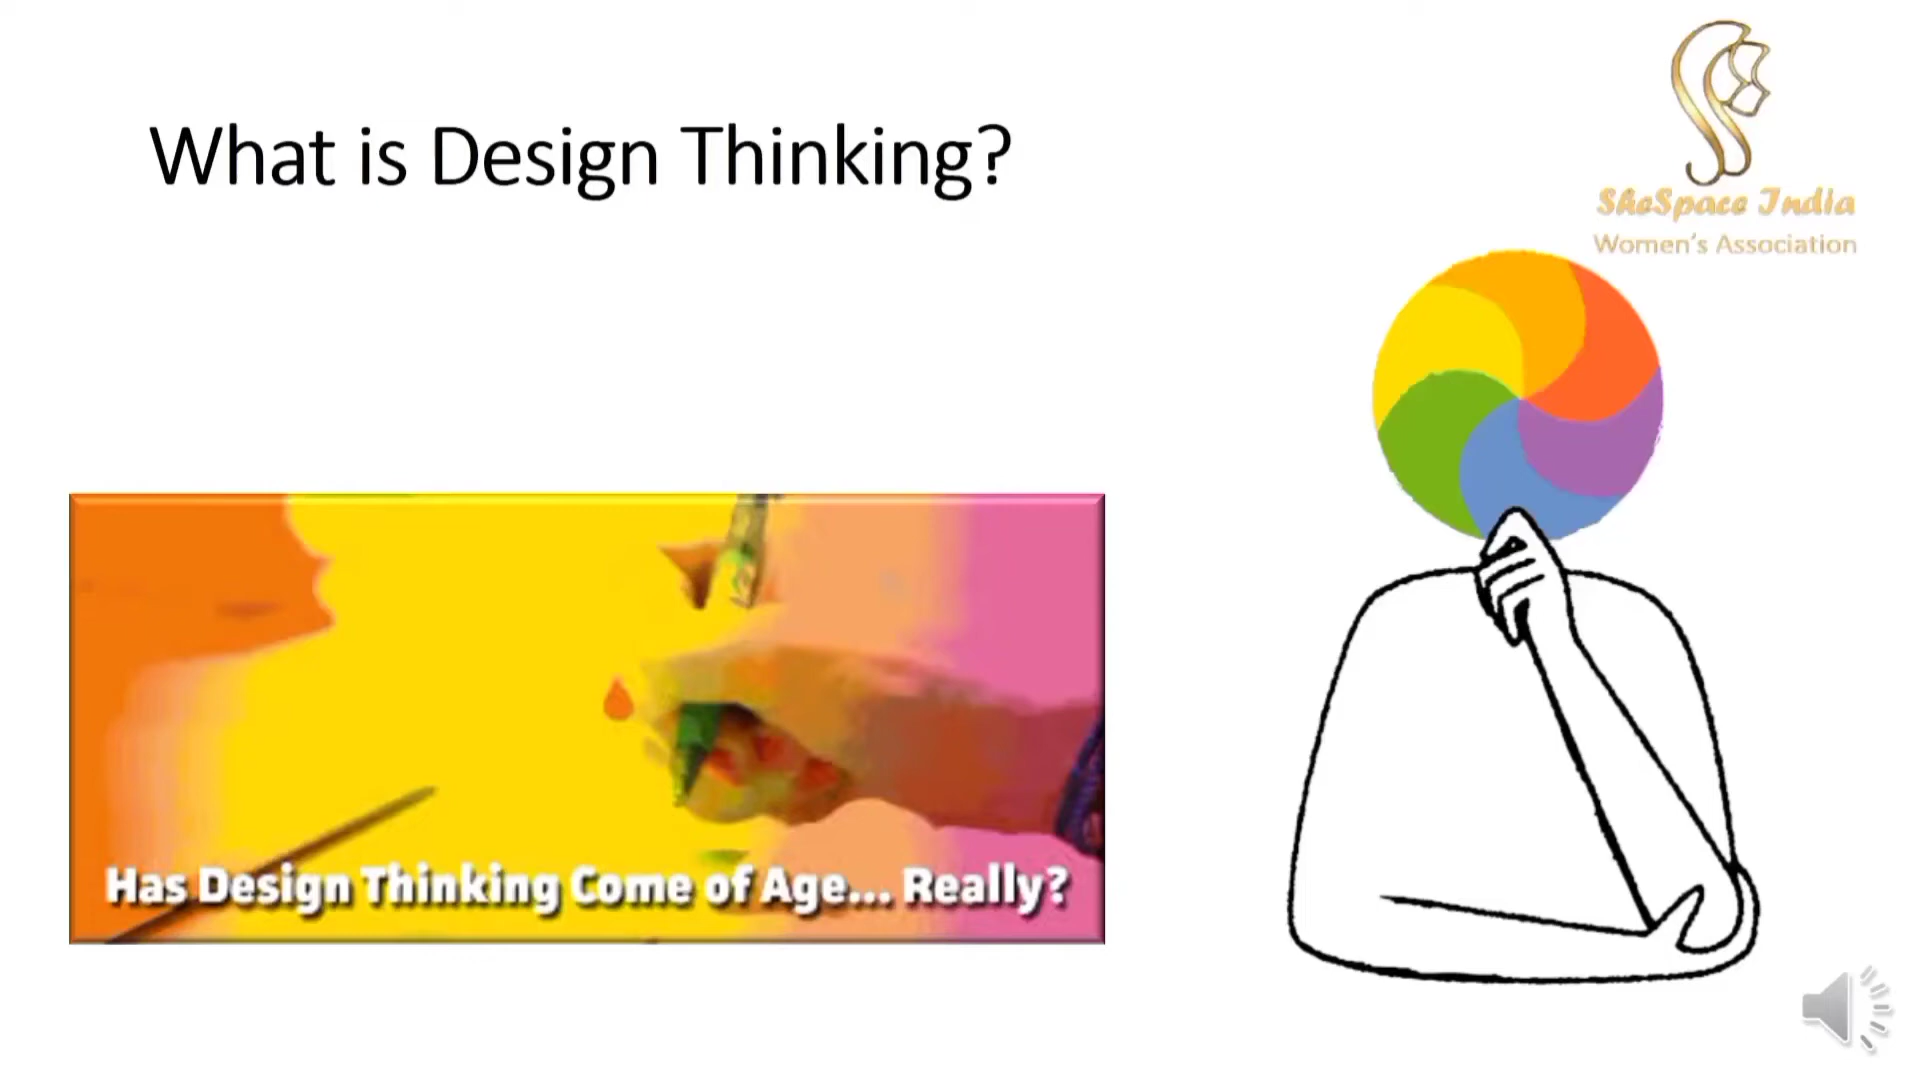 What is Design Thinking?
SheSpace India
Women's Association
Has Design Thinking Come of Age... Really?